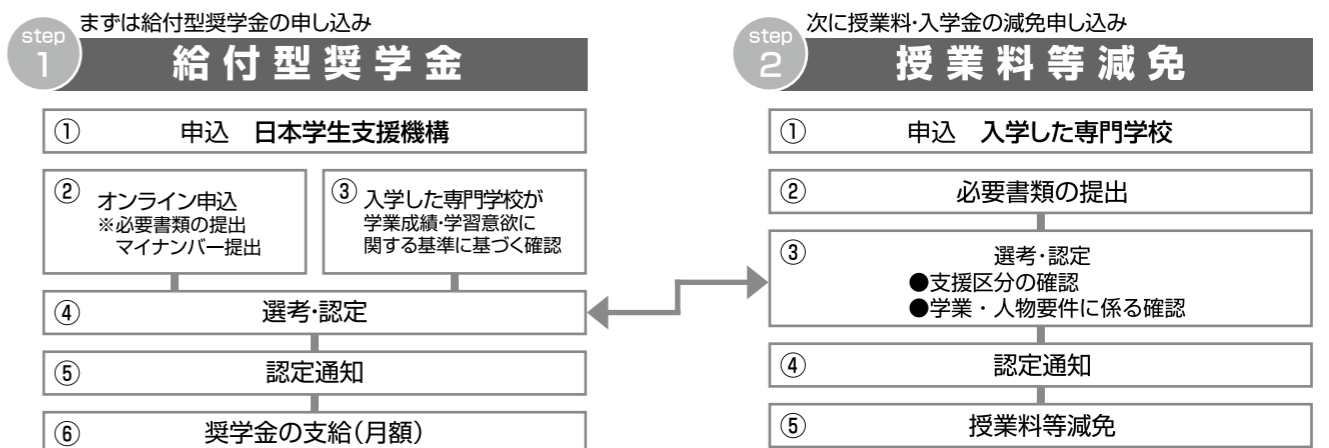 step
1
まずは給付型奨学金の申し込み
給付型奨学金
① 申込 日本学生支援機構
② オンライン申込
※必要書類の提出
マイナンバー提出
③ 入学した専門学校が
学業成績・学習意欲に
関する基準に基づく確認
④ 選考・認定
⑤ 認定通知
⑥ 奨学金の支給（月額）
step
2
次に授業料・入学金の減免申し込み
授業料等減免
① 申込 入学した専門学校
② 必要書類の提出
③ 選考・認定
●支援区分の確認
●学業・人物要件に係る確認
④ 認定通知
⑤ 授業料等減免